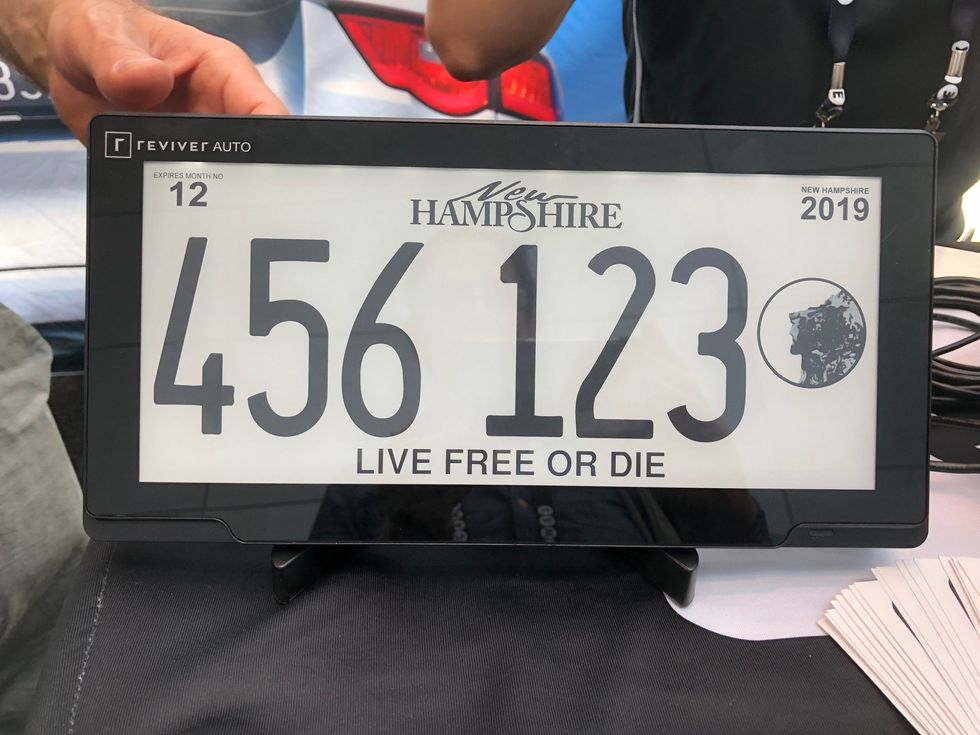 reviver AUTO
EXPIRES MONTH NO
12
New
HAMPSHIRE
NEW HAMPSHIRE
2019
456 123
LIVE FREE OR DIE